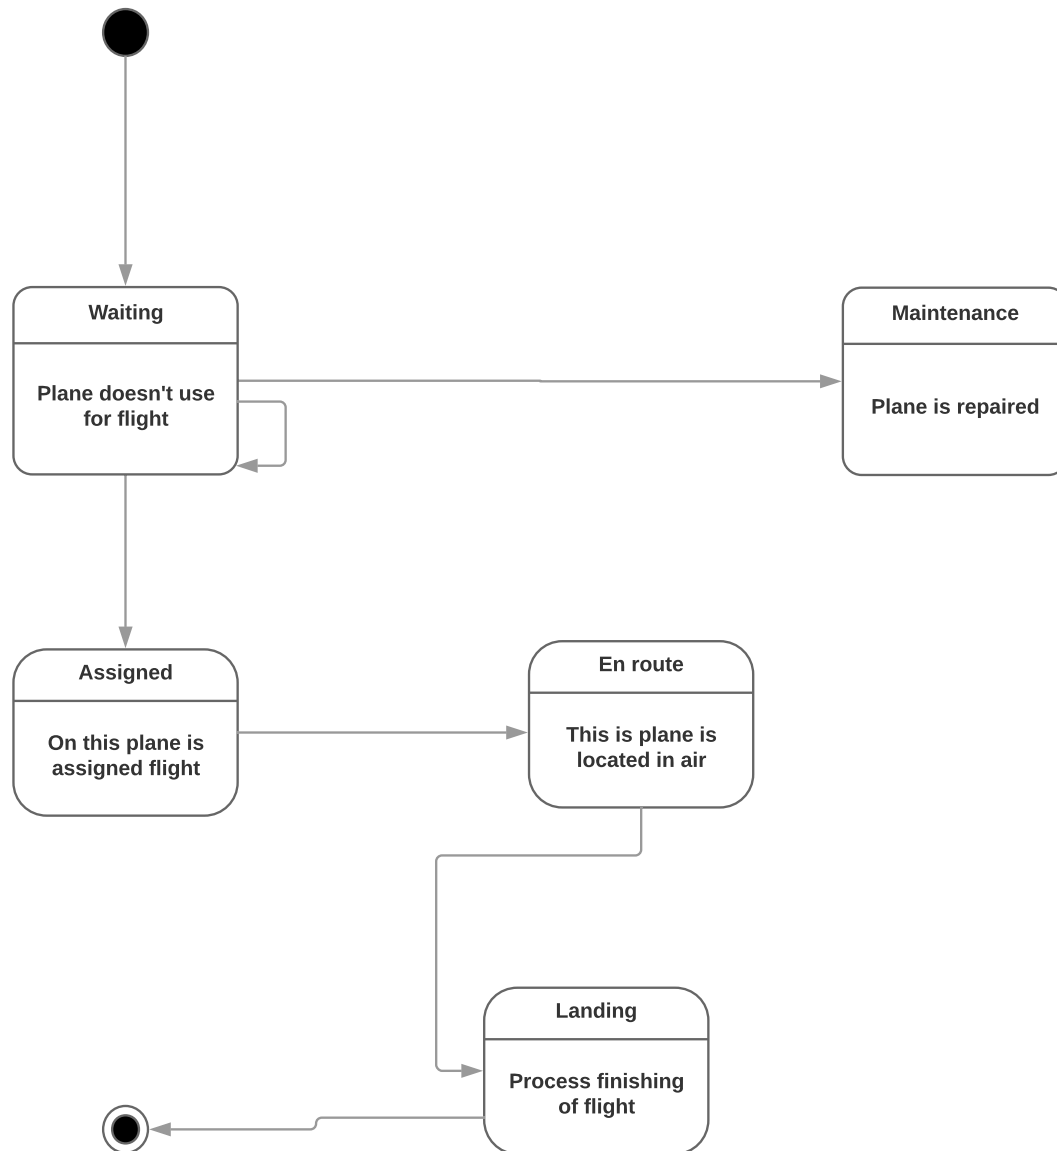 Waiting
Plane doesn't use
for flight
Maintenance
Plane is repaired
Assigned
On this plane is
assigned flight
En route
This is plane is
located in air
Landing
Process finishing
of flight